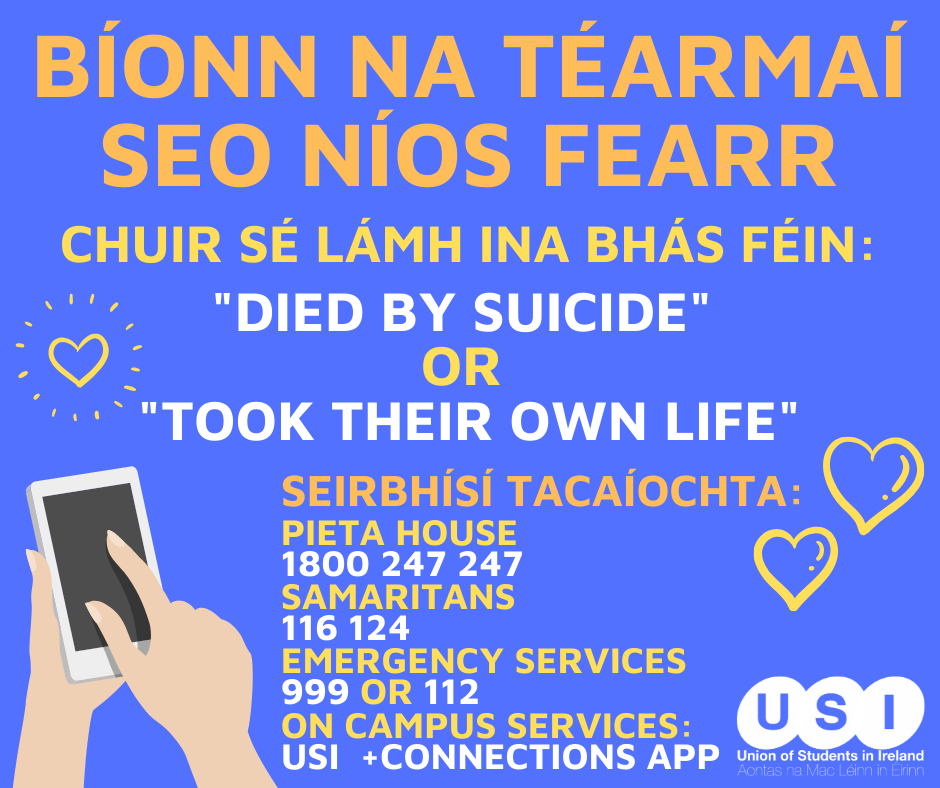 BÍONN NA TÉARMAÍ
SEO NÍOS FEARR
CHUIR SÉ LÁMH INA BHÁS FÉIN:
"DIED BY SUICIDE"
OR
"TOOK THEIR OWN LIFE"
SEIRBHÍSÍ TACAÍOCHTA:
PIETA HOUSE
1800 247 247
SAMARITANS
116 124
EMERGENCY SERVICES
999 OR 112
ON CAMPUS SERVICES:
USI +CONNECTIONS APP
USI
Union of Students in Ireland
Aontas na Mac Léinn in Éirinn